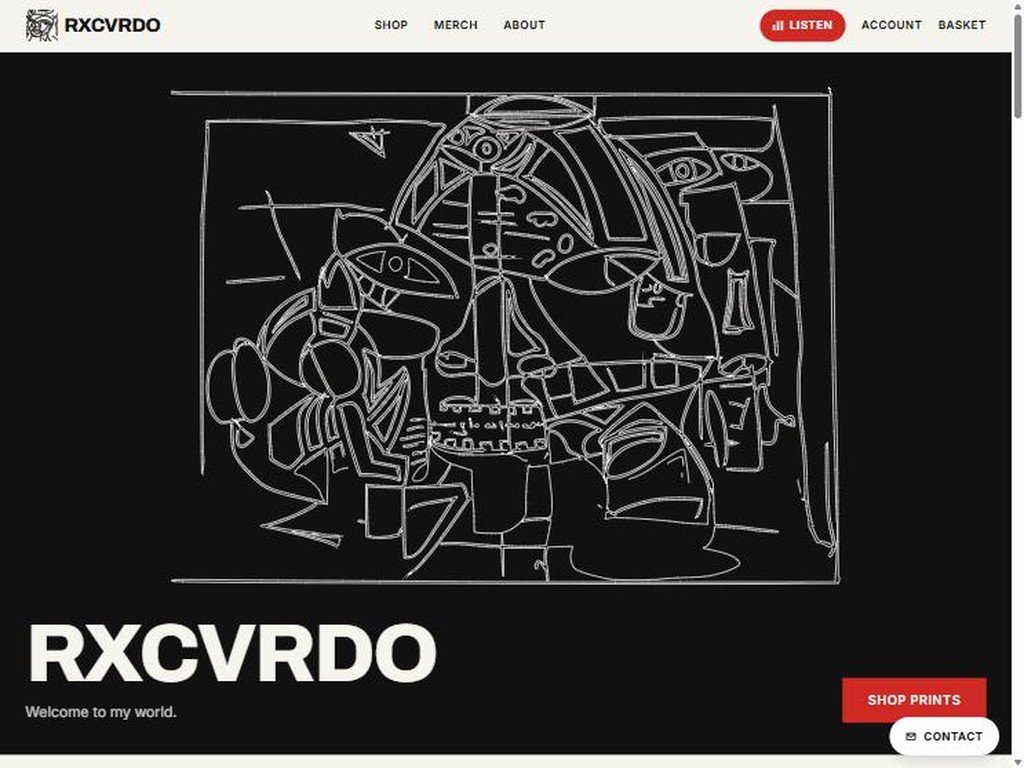 RXCVRDO
SHOP
MERCH
ABOUT
LISTEN
ACCOUNT
BASKET
RXCVRDO
Welcome to my world.
SHOP PRINTS
CONTACT